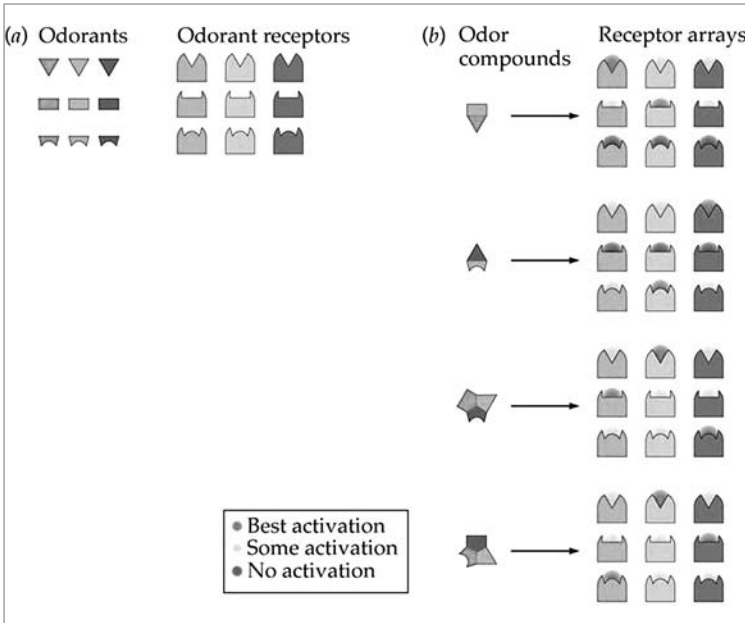 (a) Odorants
Odorant receptors
(b) Odor
compounds
Receptor arrays
Best activation
Some activation
No activation